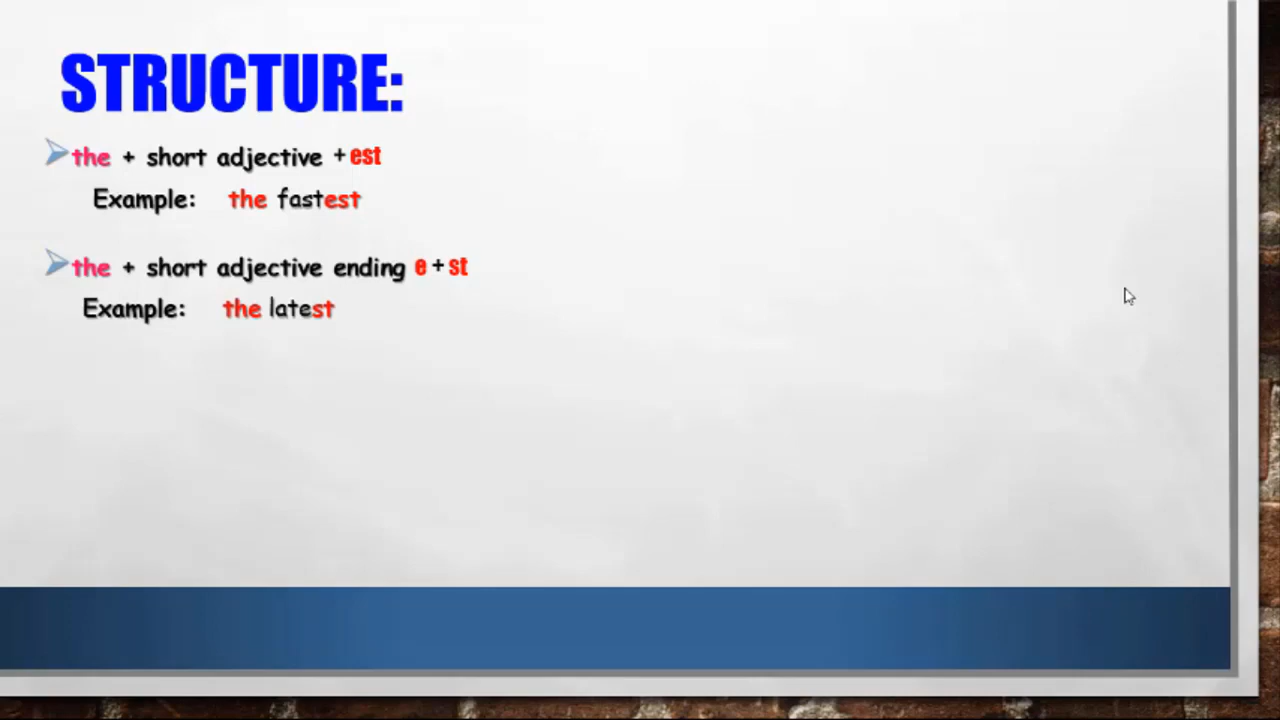 STRUCTURE:
the + short adjective + est
Example: the fastest
the + short adjective ending e + st
Example: the latest